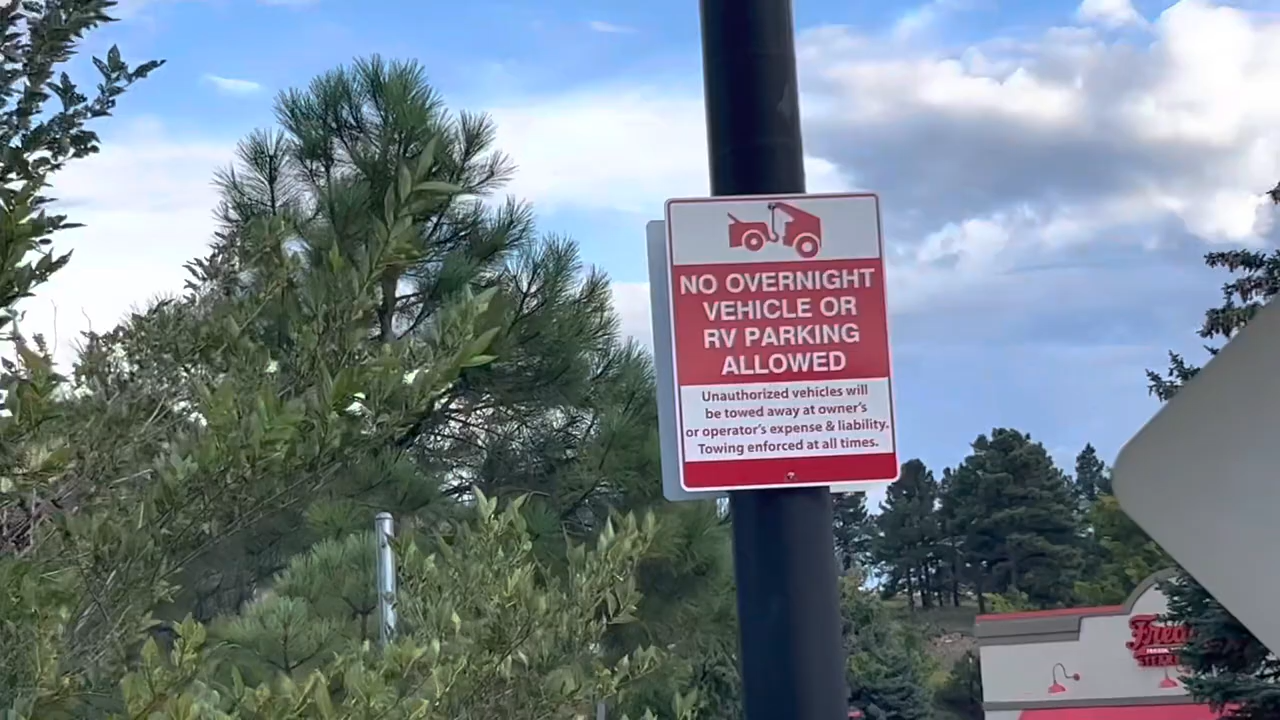 NO OVERNIGHT
VEHICLE OR
RV PARKING
ALLOWED
Unauthorized vehicles will
be towed away at owner's
or operator's expense & liability.
Towing enforced at all times.